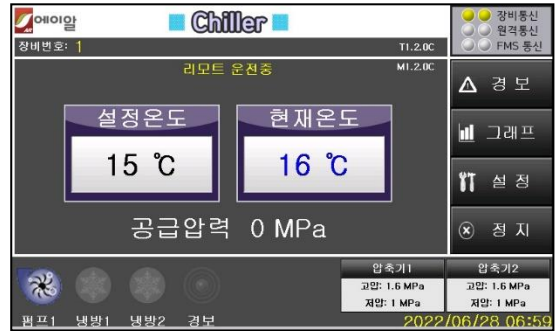 에이알
Chiller
장비통신
원격통신
FMS 통신
장비번호: 1
T1.2.0C
리모트 운전중
M1.2.0C
설정온도
현재온도
15 ℃
16 ℃
공급압력 0 MPa
경 보
그래프
설 정
정 지
압축기1
고압: 1.6 MPa
저압: 1 MPa
압축기2
고압: 1.6 MPa
저압: 1 MPa
펌프1
냉방1
냉방2
경보
2022/06/28 06:59